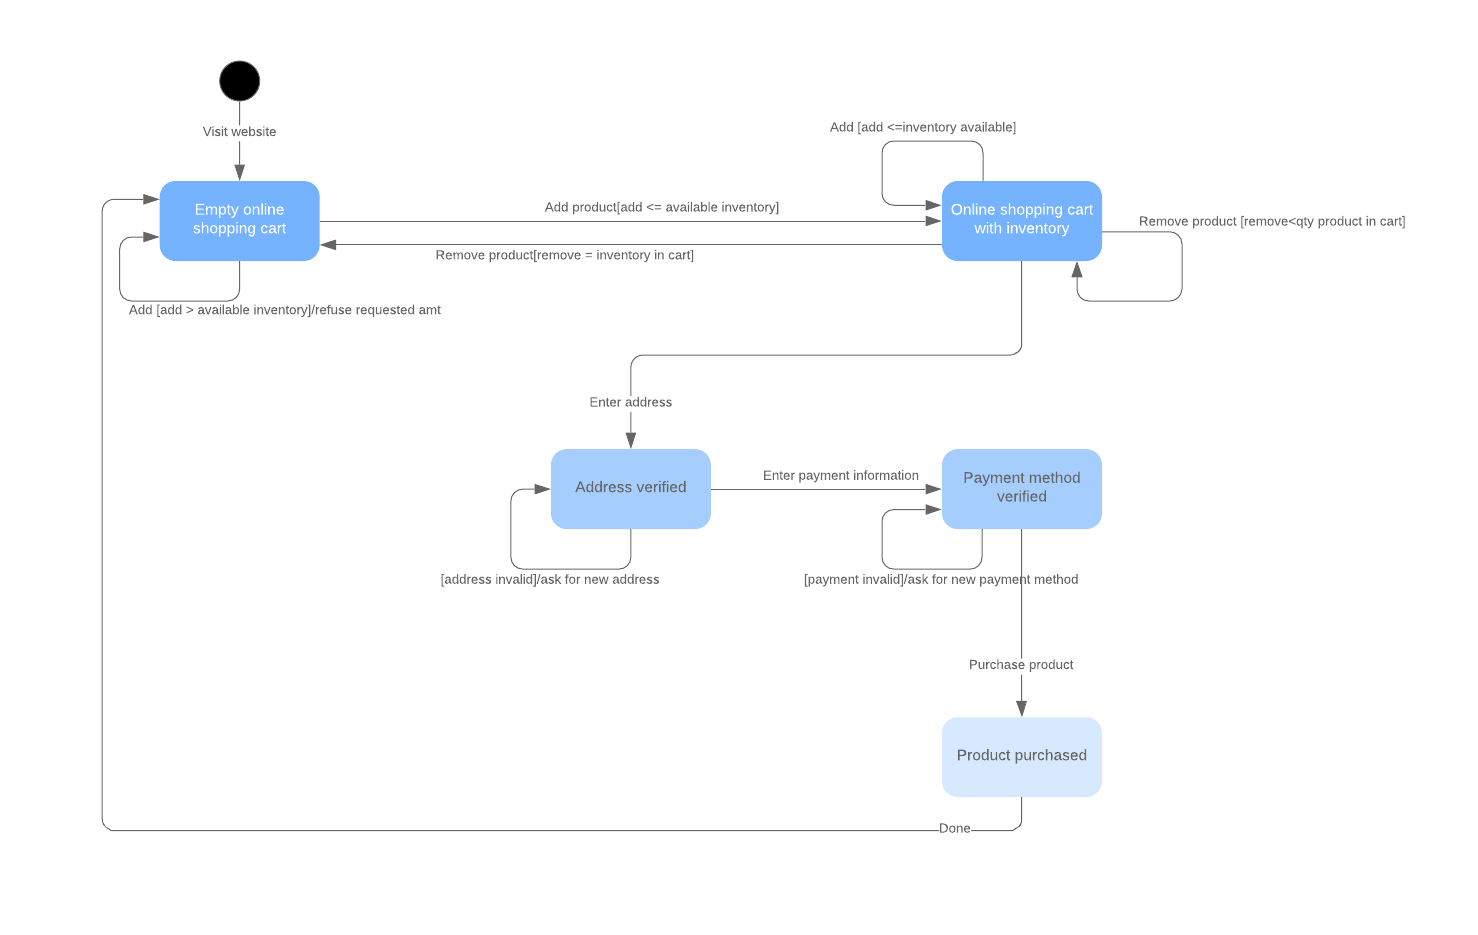 Visit website
Add [add <=inventory available]
Empty online
shopping cart
Add product[add <= available inventory]
Online shopping cart
with inventory
Remove product [remove<qty product in cart]
Remove product[remove = inventory in cart]
Add [add > available inventory]/refuse requested amt
Enter address
Address verified
Enter payment information
Payment method
verified
[address invalid]/ask for new address
[payment invalid]/ask for new payment method
Purchase product
Product purchased
Done